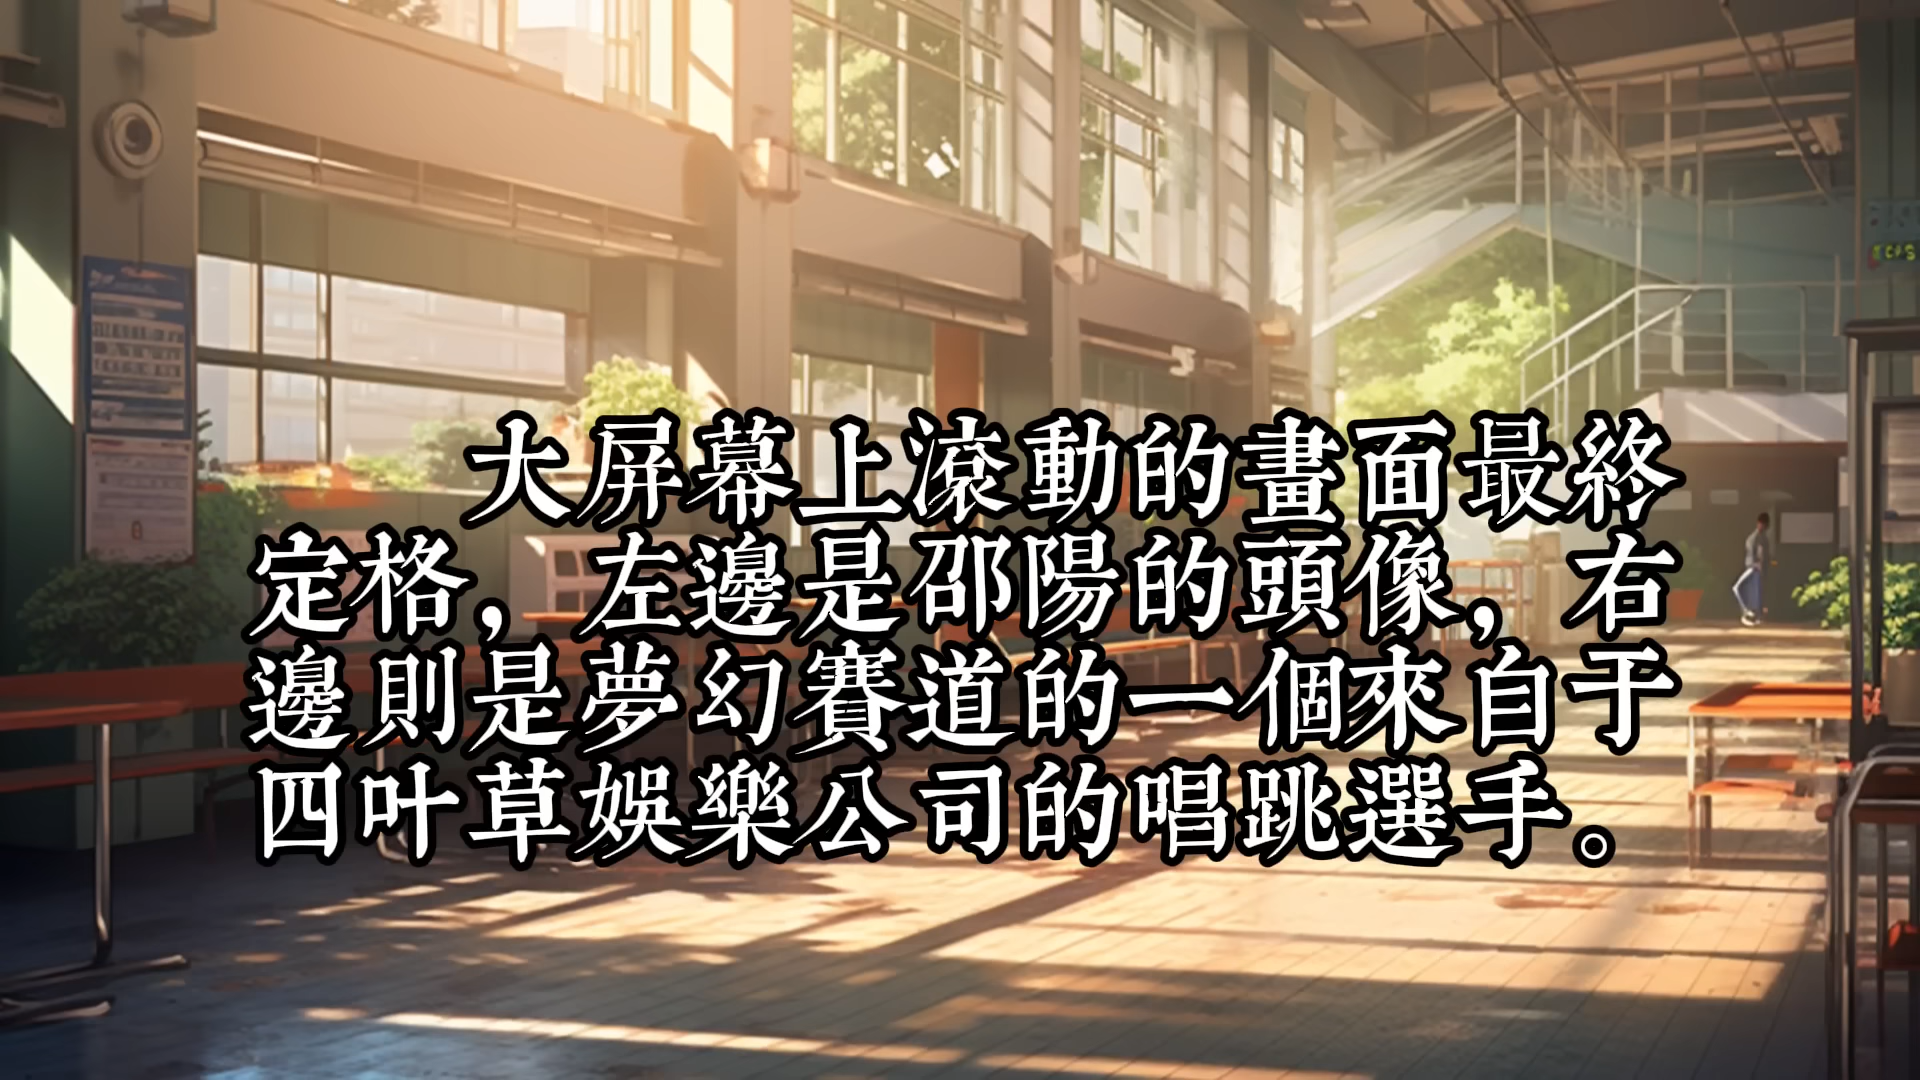 大屏幕上滾動的畫面最終
定格，左邊是邵陽的頭像，右
邊則是夢幻賽道的一個來自于
四叶草娛樂公司的唱跳選手。